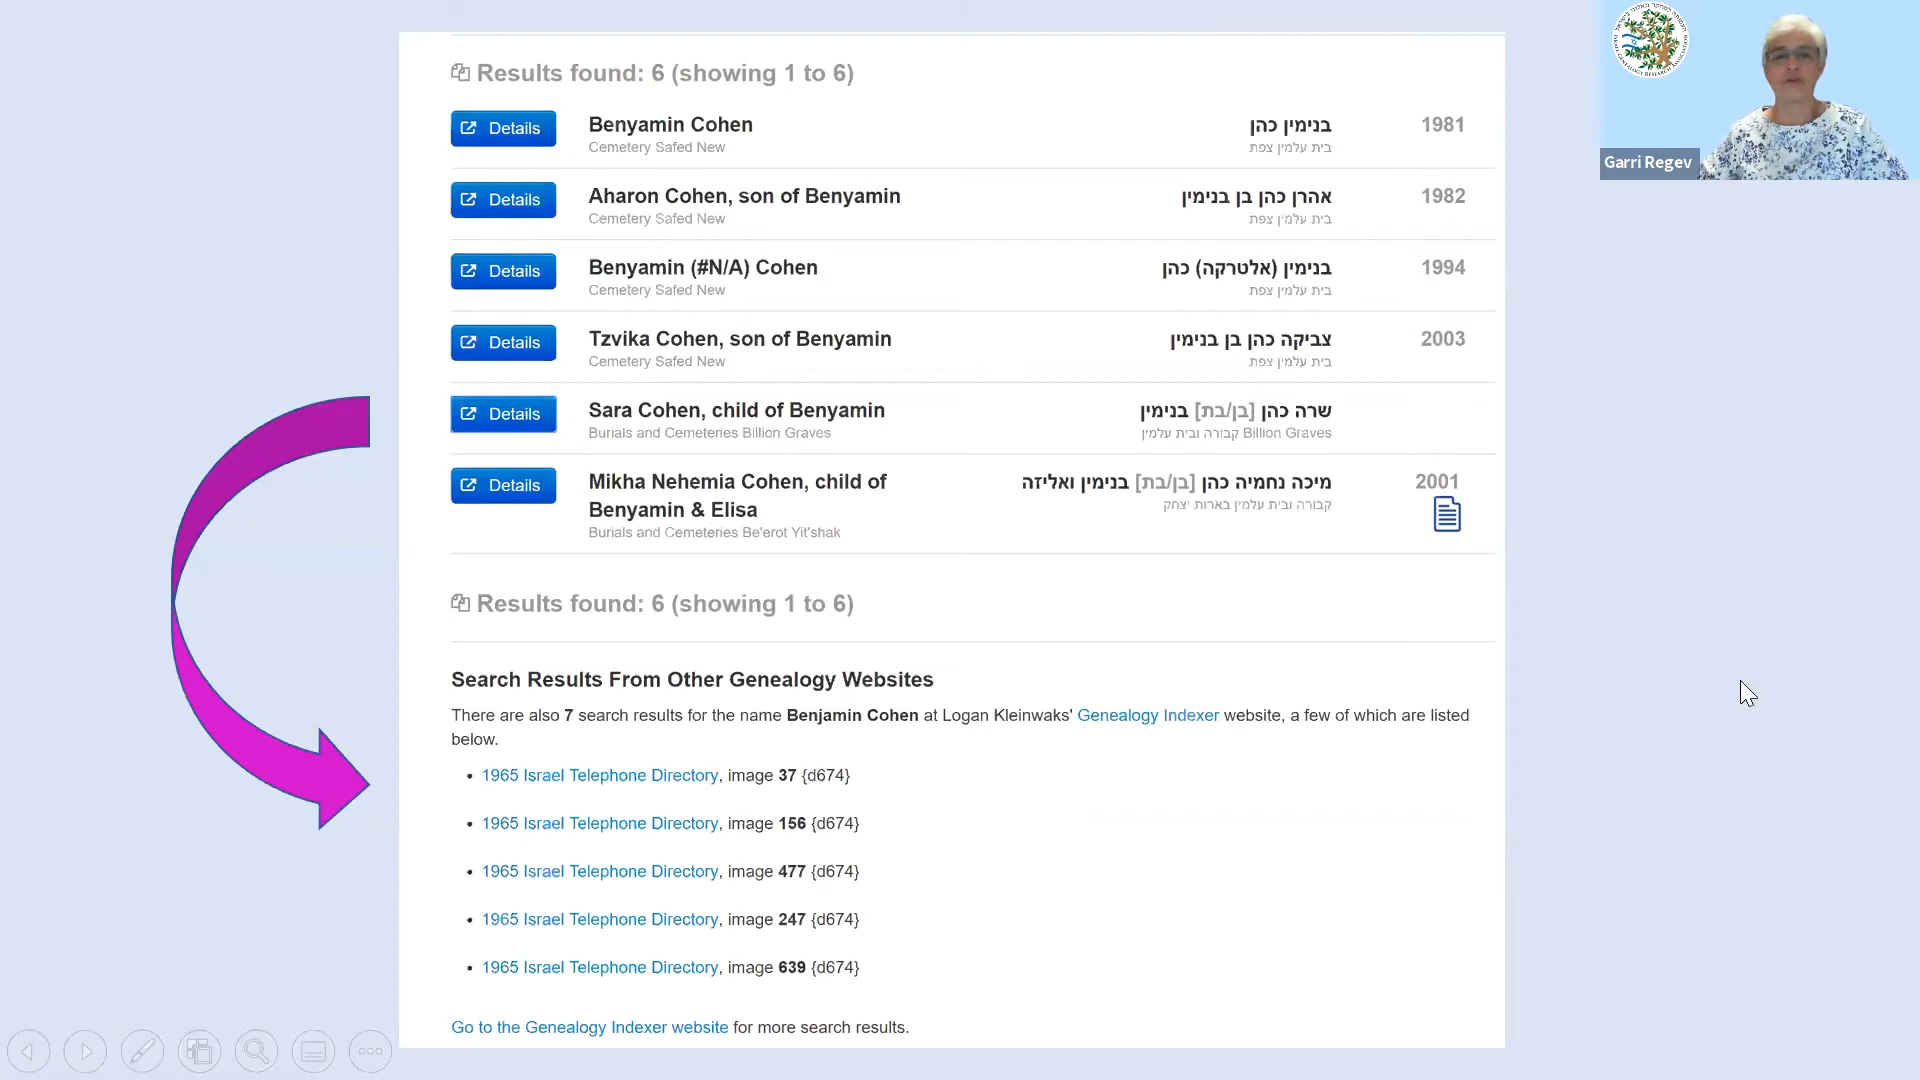 Results found: 6 (showing 1 to 6)
Details Benyamin Cohen בנימין כהן 1981
Cemetery Safed New בית עלמין צפת
Details Aharon Cohen, son of Benyamin אהרן כהן בן בנימין 1982
Cemetery Safed New בית עלמין צפת
Details Benyamin (#N/A) Cohen בנימין (אלטרקה) כהן 1994
Cemetery Safed New בית עלמין צפת
Details Tzvika Cohen, son of Benyamin צביקה כהן בן בנימין 2003
Cemetery Safed New בית עלמין צפת
Details Sara Cohen, child of Benyamin שרה כהן [בן/בת] בנימין
Burials and Cemeteries Billion Graves קבורה ובית עלמין Billion Graves
Details Mikha Nehemia Cohen, child of מיכה נחמיה כהן [בן/בת] בנימין ואליזה 2001
Benyamin & Elisa קבורה ובית עלמין בארות יצחק
Burials and Cemeteries Be'erot Yit'shak
Results found: 6 (showing 1 to 6)
Search Results From Other Genealogy Websites
There are also 7 search results for the name Benjamin Cohen at Logan Kleinwaks' Genealogy Indexer website, a few of which are listed
below.
• 1965 Israel Telephone Directory, image 37 {d674}
• 1965 Israel Telephone Directory, image 156 {d674}
• 1965 Israel Telephone Directory, image 477 {d674}
• 1965 Israel Telephone Directory, image 247 {d674}
• 1965 Israel Telephone Directory, image 639 {d674}
Go to the Genealogy Indexer website for more search results.
Garri Regev